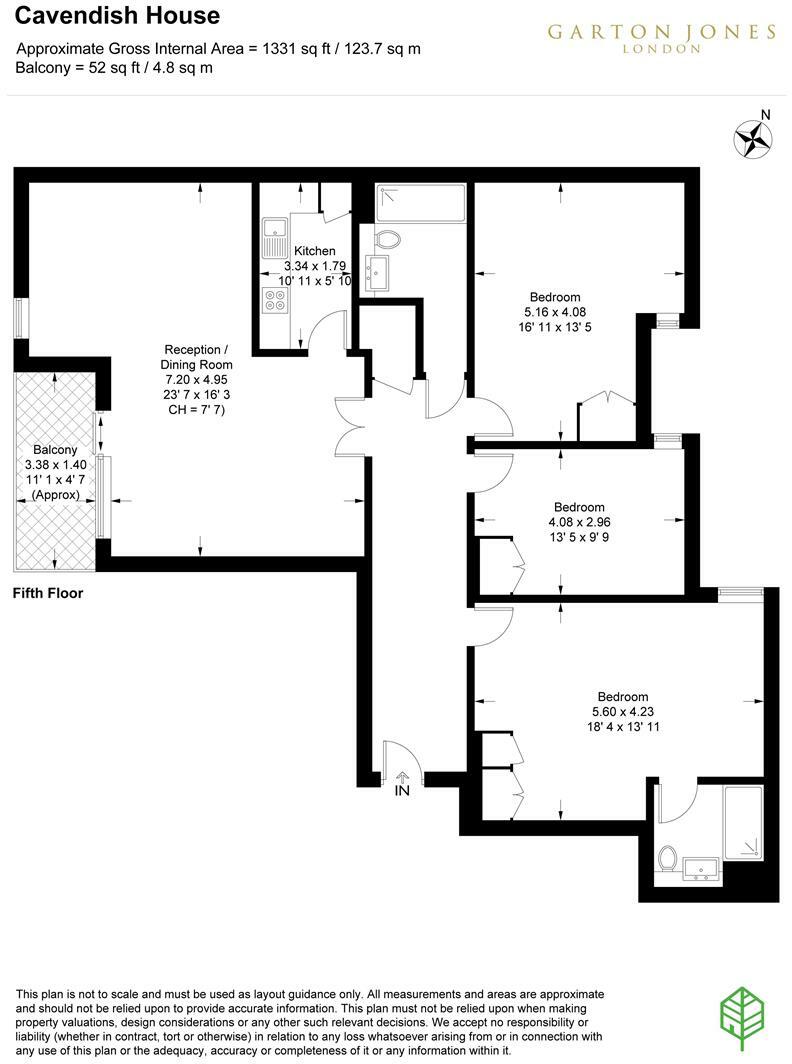 Cavendish House
Approximate Gross Internal Area = 1331 sq ft / 123.7 sq m
Balcony = 52 sq ft / 4.8 sq m
GARTON JONES
LONDON
N
Kitchen
3.34 x 1.79
10' 11 x 5' 10
Bedroom
5.16 x 4.08
16' 11 x 13' 5
Reception /
Dining Room
7.20 x 4.95
23' 7 x 16' 3
CH = 7' 7)
Balcony
3.38 x 1.40
11' 1 x 4' 7
(Approx)
Bedroom
4.08 x 2.96
13' 5 x 9' 9
Fifth Floor
Bedroom
5.60 x 4.23
18' 4 x 13' 11
IN
This plan is not to scale and must be used as layout guidance only. All measurements and areas are approximate
and should not be relied upon to provide accurate information. This plan must not be relied upon when making
property valuations, design considerations or any other such relevant decisions. We accept no responsibility or
liability (whether in contract, tort or otherwise) in relation to any loss whatsoever arising from or in connection with
any use of this plan or the adequacy, accuracy or completeness of it or any information within it.